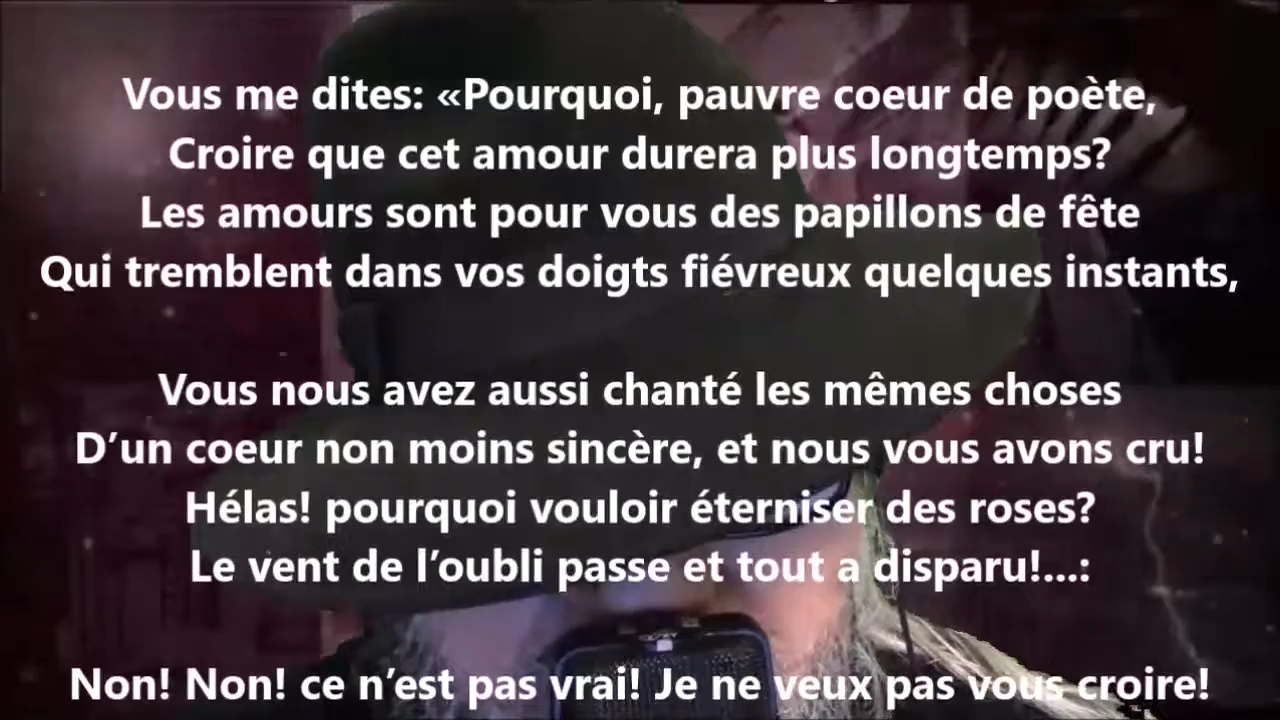 Vous me dites: «Pourquoi, pauvre coeur de poète,
Croire que cet amour durera plus longtemps?
Les amours sont pour vous des papillons de fête
Qui tremblent dans vos doigts fiévreux quelques instants,
Vous nous avez aussi chanté les mêmes choses
D’un coeur non moins sincère, et nous vous avons cru!
Hélas! pourquoi vouloir éterniser des roses?
Le vent de l’oubli passe et tout a disparu!...:
Non! Non! ce n’est pas vrai! Je ne veux pas vous croire!